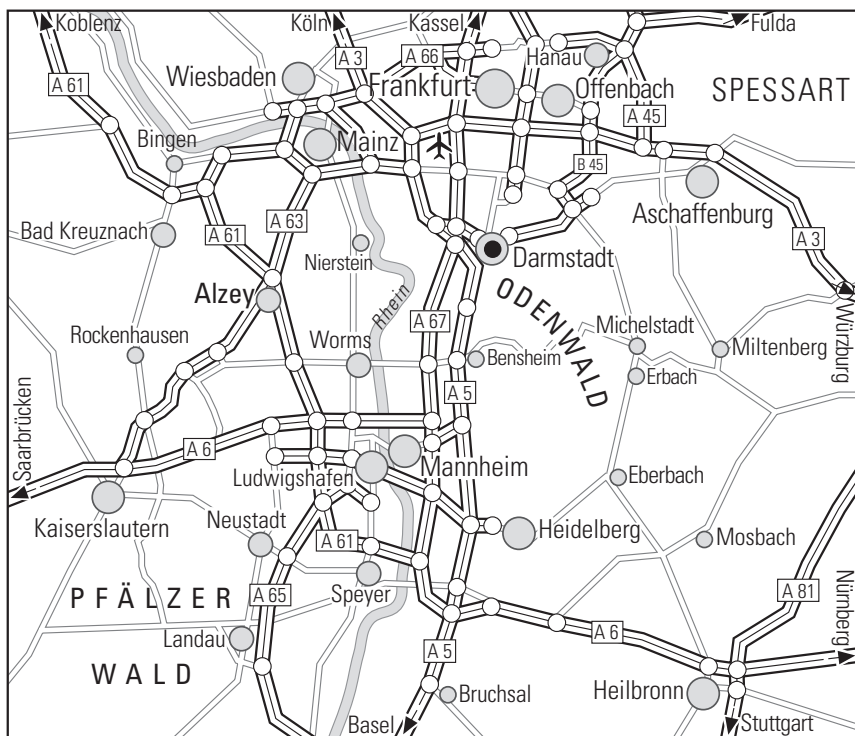 Koblenz
Köln
Kassel
Fulda
A 3
A 66
Hanau
A 61
Wiesbaden
Frankfurt
Offenbach
SPESSART
A 45
Mainz
Bingen
B 45
Aschaffenburg
A 63
A 61
Bad Kreuznach
Nierstein
Darmstadt
A 3
Alzey
Rhein
ODENWALD
Würzburg
A 67
Rockenhausen
Worms
Bensheim
Michelstadt
Miltenberg
Erbach
A 5
Saarbrücken
A 6
Mannheim
Ludwigshafen
Eberbach
Kaiserslautern
Neustadt
Heidelberg
Mosbach
A 61
PFÄLZER
WALD
A 65
Speyer
A 81
Nürnberg
Landau
A 5
A 6
Heilbronn
Bruchsal
Basel
Stuttgart